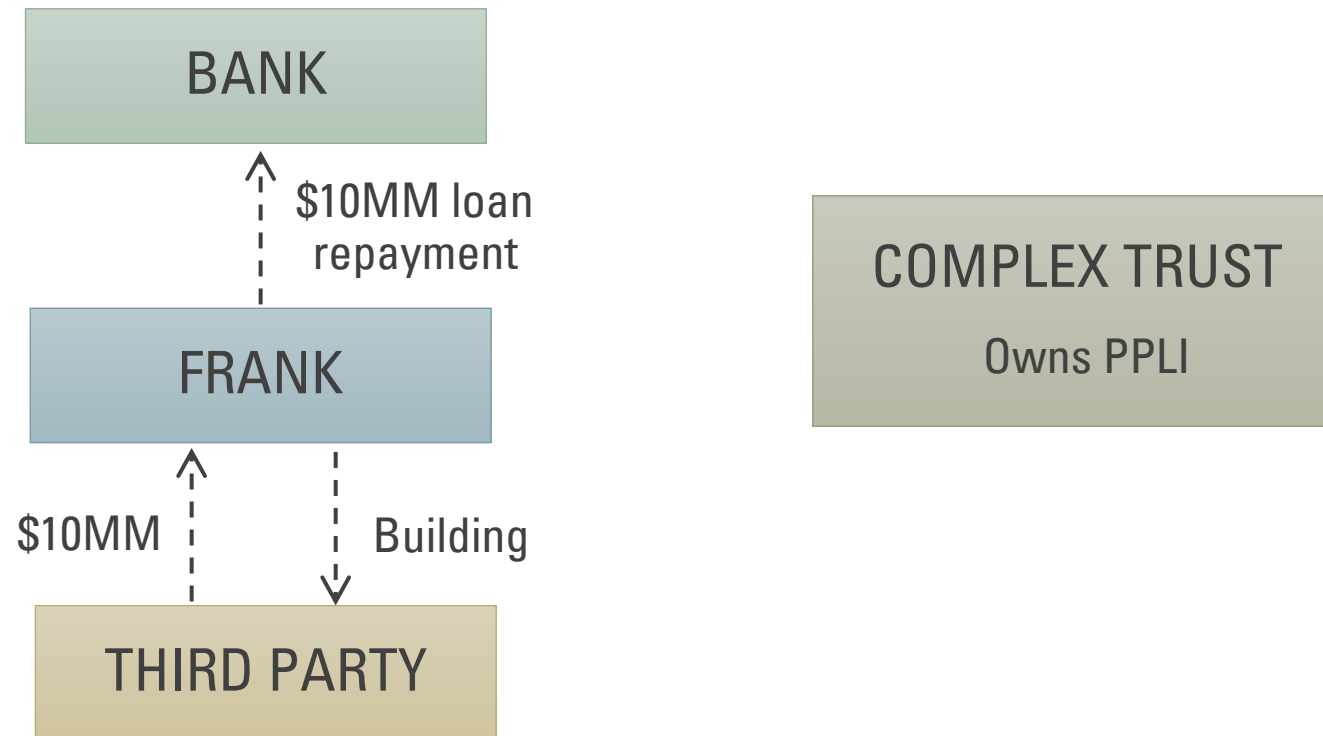 BANK
$10MM loan
repayment
FRANK
$10MM
Building
THIRD PARTY
COMPLEX TRUST
Owns PPLI